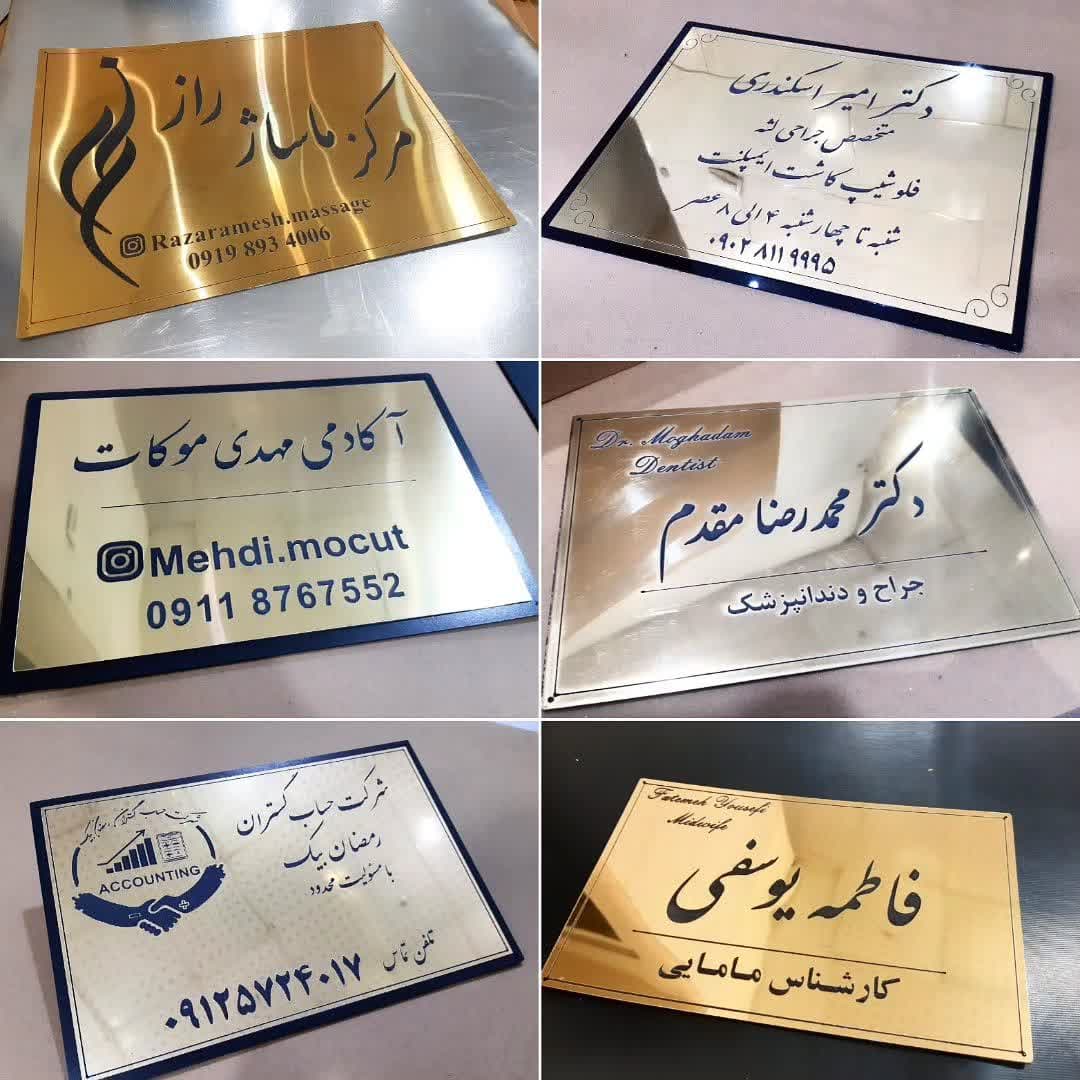 مرکز ماساژ راز
Razaramesh.massage
0919 893 4006
دکتر امیر اسکندری
متخصص جراحی لثه
فلوشیپ کاشت ایمپلنت
شنبه تا چهارشنبه ۴ الی ۸ عصر
۰۹۰۲ ۸۱۱ ۹۹۹۵
آکادمی مهدی موکات
Mehdi.mocut
0911 8767552
Dr. Moghadam
Dentist
دکتر محمدرضا مقدم
جراح و دندانپزشک
ACCOUNTING
شرکت حساب گستران
رمضان بیک
با مسئولیت محدود
تلفن تماس
۰۹۱۲۵۷۲۴۰۱۷
Fatemeh Yousefi
Midwife
فاطمه یوسفی
کارشناس مامایی